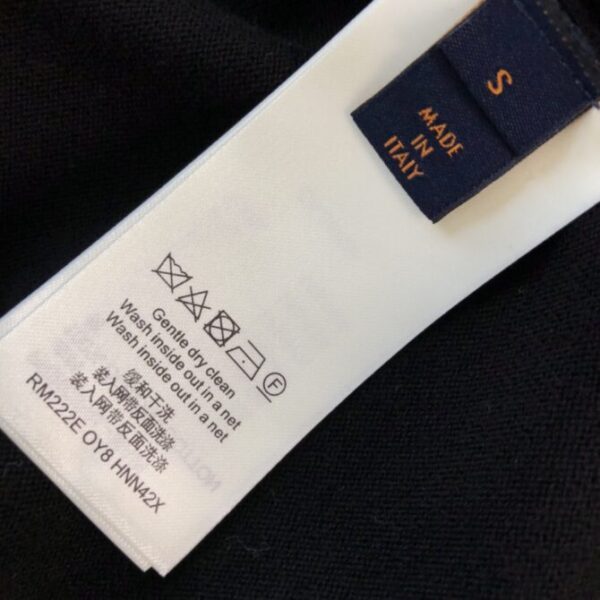 S
MADE
IN
ITALY
Gentle dry clean
Wash inside out in a net
Wash inside out in a net
缓和干洗
装入网带反面洗涤
装入网带反面洗涤
RM222E OY8 HNN42X